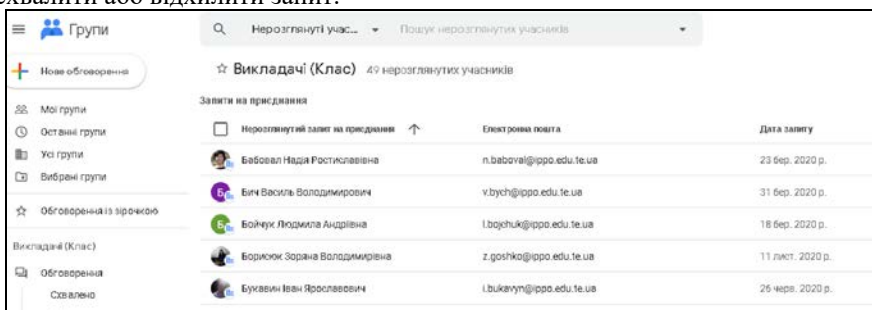 схвалити або відхилити запит.
Групи
Нерозглянуті учас...
Пошук нерозглянутих учасників
Нове обговорення
Викладачі (Клас) 49 нерозглянутих учасників
Мої групи
Останні групи
Усі групи
Вибрані групи
Обговорення із зірочкою
Викладачі (Клас)
Обговорення
Схвалено
Запити на приєднання
Нерозглянутий запит на приєднання Електронна пошта Дата запиту
Бабовал Надія Ростиславівна n.baboval@ippo.edu.te.ua 23 бер. 2020 р.
Б Бич Василь Володимирович v.bych@ippo.edu.te.ua 31 бер. 2020 р.
Б Бойчук Людмила Андріївна l.bojchuk@ippo.edu.te.ua 18 бер. 2020 р.
Борисюк Зоряна Володимирівна z.goshko@ippo.edu.te.ua 11 лист. 2020 р.
Букавин Іван Ярославович i.bukavyn@ippo.edu.te.ua 26 черв. 2020 р.